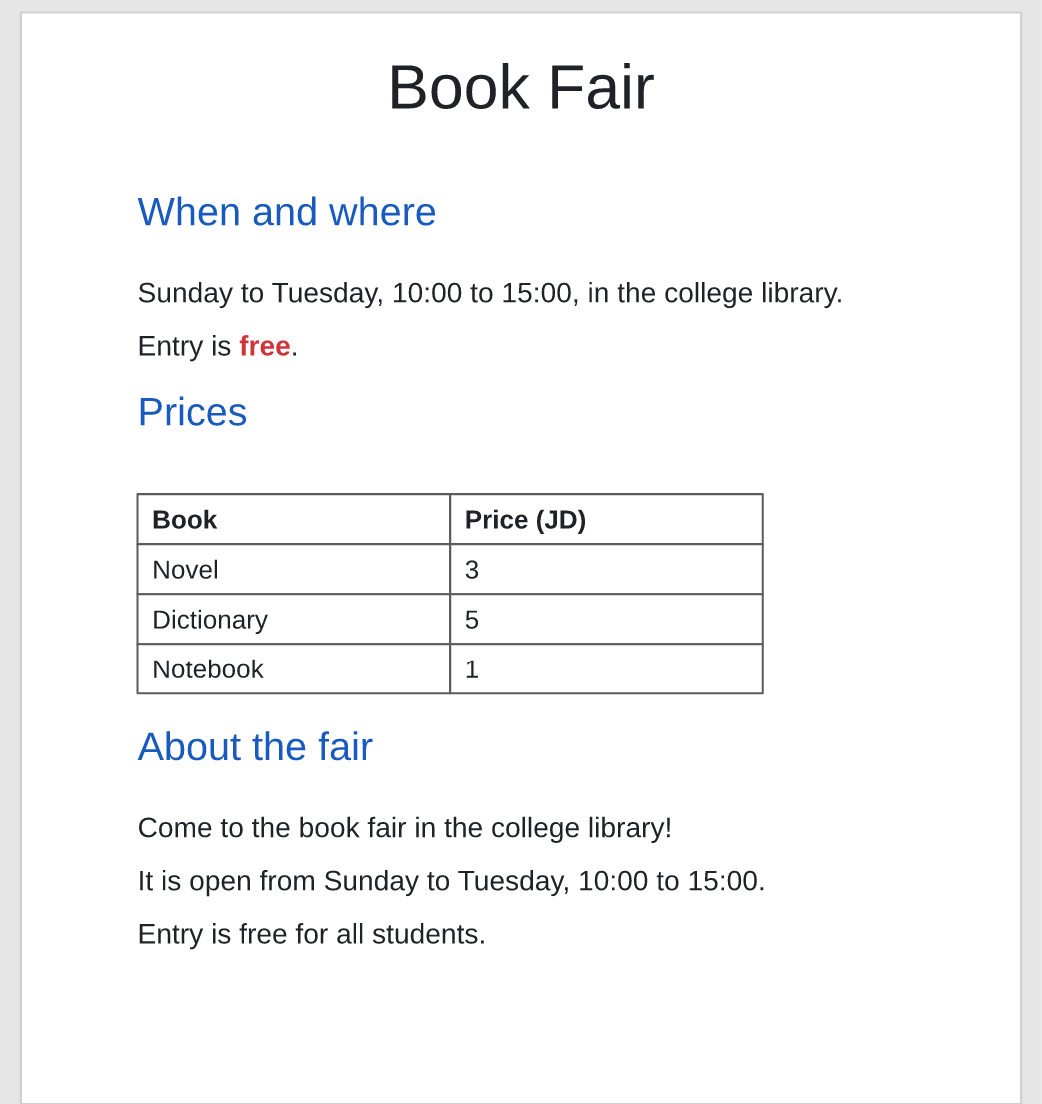 Book Fair
When and where
Sunday to Tuesday, 10:00 to 15:00, in the college library.
Entry is free.
Prices
Book Price (JD)
Novel 3
Dictionary 5
Notebook 1
About the fair
Come to the book fair in the college library!
It is open from Sunday to Tuesday, 10:00 to 15:00.
Entry is free for all students.